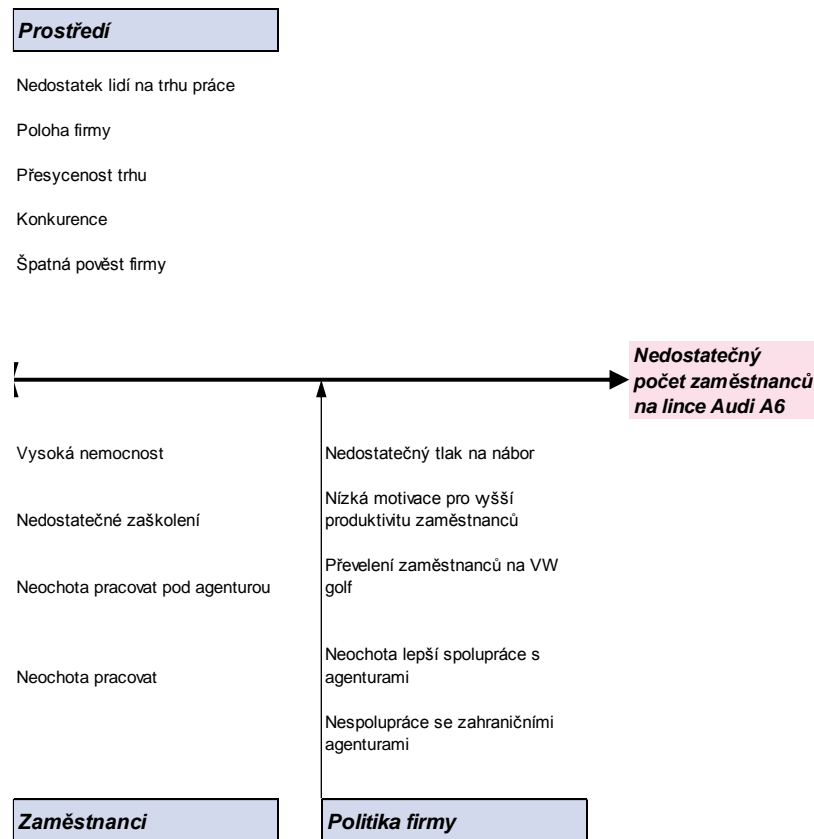 Prostředí
Nedostatek lidí na trhu práce
Poloha firmy
Přesycenost trhu
Konkurence
Špatná pověst firmy
Nedostatečný
počet zaměstnanců
na lince Audi A6
Vysoká nemocnost
Nedostatečné zaškolení
Neochota pracovat pod agenturou
Neochota pracovat
Nedostatečný tlak na nábor
Nízká motivace pro vyšší
produktivitu zaměstnanců
Převelení zaměstnanců na VW
golf
Neochota lepší spolupráce s
agenturami
Nespolupráce se zahraničními
agenturami
Zaměstnanci
Politika firmy